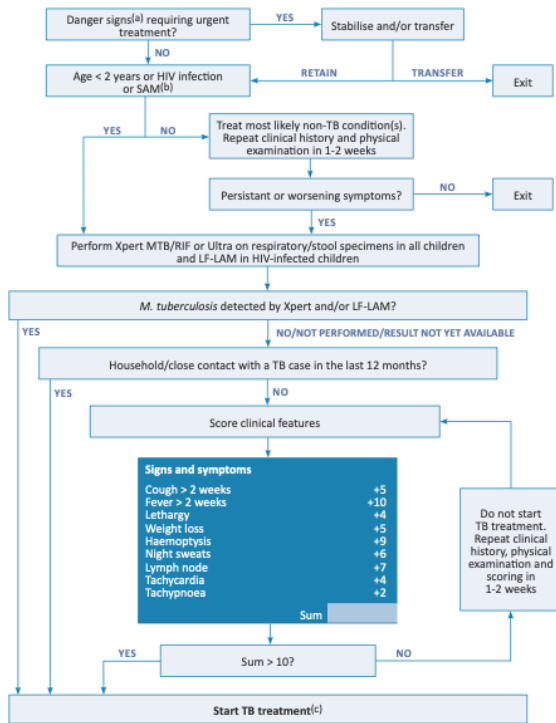 Danger signs(a) requiring urgent
treatment?
YES
Stabilise and/or transfer
NO
RETAIN
TRANSFER
Age < 2 years or HIV infection
or SAM(b)
Exit
YES
NO
Treat most likely non-TB condition(s).
Repeat clinical history and physical
examination in 1-2 weeks
Persistant or worsening symptoms?
NO
Exit
YES
Perform Xpert MTB/RIF or Ultra on respiratory/stool specimens in all children
and LF-LAM in HIV-infected children
M. tuberculosis detected by Xpert and/or LF-LAM?
YES
NO/NOT PERFORMED/RESULT NOT YET AVAILABLE
Household/close contact with a TB case in the last 12 months?
YES
NO
Score clinical features
Signs and symptoms
Cough > 2 weeks +5
Fever > 2 weeks +10
Lethargy +4
Weight loss +5
Haemoptysis +9
Night sweats +6
Lymph node +7
Tachycardia +4
Tachypnoea +2
Sum
Do not start
TB treatment.
Repeat clinical
history, physical
examination and
scoring in
1-2 weeks
YES
Sum > 10?
NO
Start TB treatment(c)